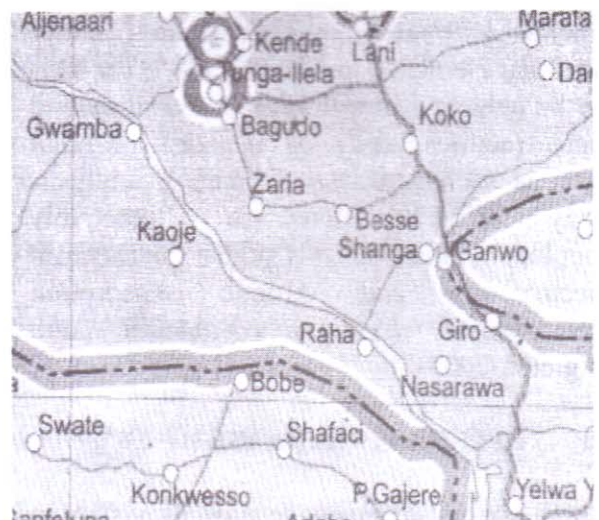 Aljenaari
Marafa
Kende
Lani
Tunga-Ilela
Koko
Gwamba
Bagudo
Zaria
Besse
Kaoje
Shanga
Ganwo
Raha
Giro
Nasarawa
Bobe
Swate
Shafaci
Konkwesso
P.Gajere
Yelwa Y